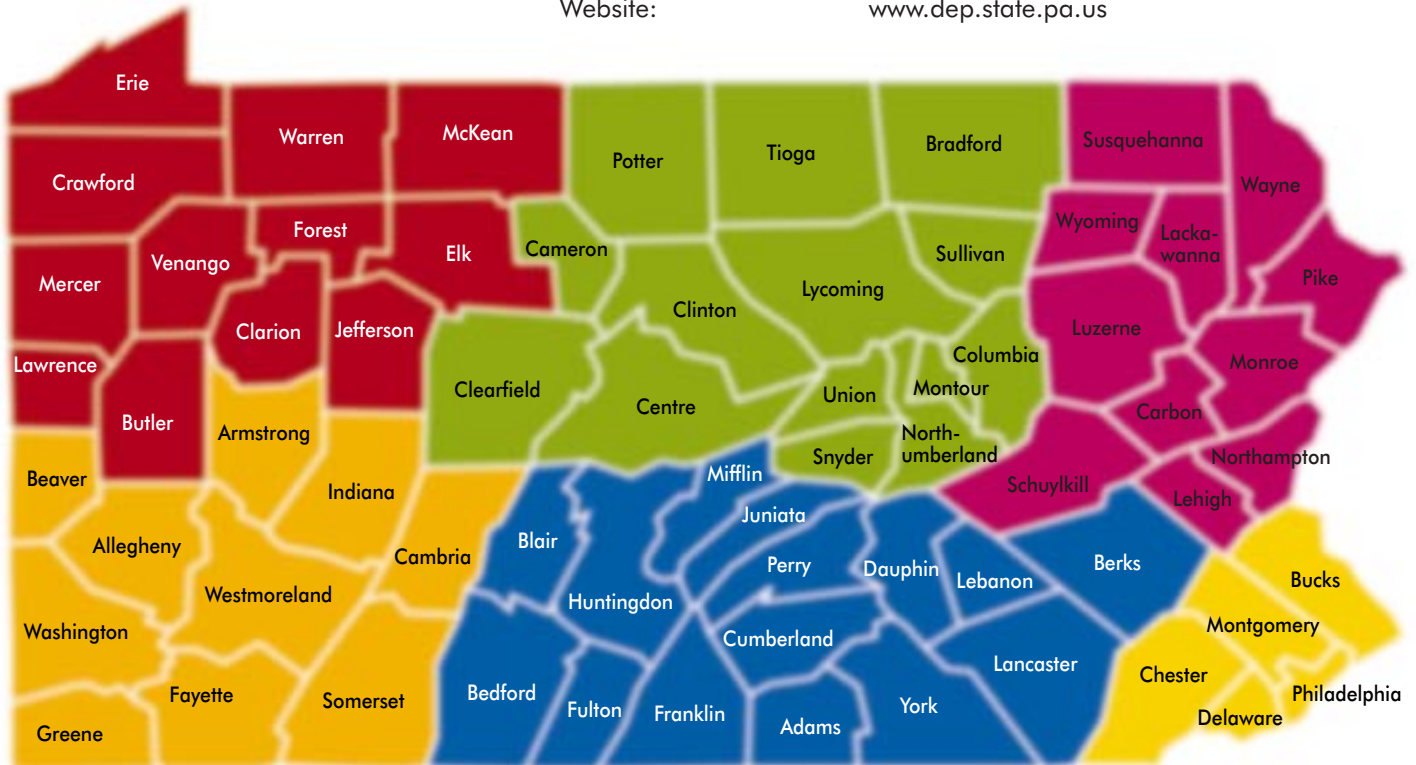 Website: www.dep.state.pa.us
Erie
Warren
McKean
Potter
Tioga
Bradford
Susquehanna
Wayne
Crawford
Forest
Elk
Cameron
Sullivan
Wyoming
Lacka-
wanna
Pike
Mercer
Venango
Clarion
Jefferson
Clinton
Lycoming
Columbia
Luzerne
Monroe
Lawrence
Butler
Armstrong
Clearfield
Centre
Union
Montour
Carbon
Beaver
Indiana
Snyder
North-
umberland
Schuylkill
Northampton
Lehigh
Allegheny
Westmoreland
Cambria
Blair
Huntingdon
Mifflin
Juniata
Perry
Dauphin
Lebanon
Berks
Bucks
Washington
Cumberland
Lancaster
Montgomery
Chester
Greene
Fayette
Somerset
Bedford
Fulton
Franklin
Adams
York
Delaware
Philadelphia